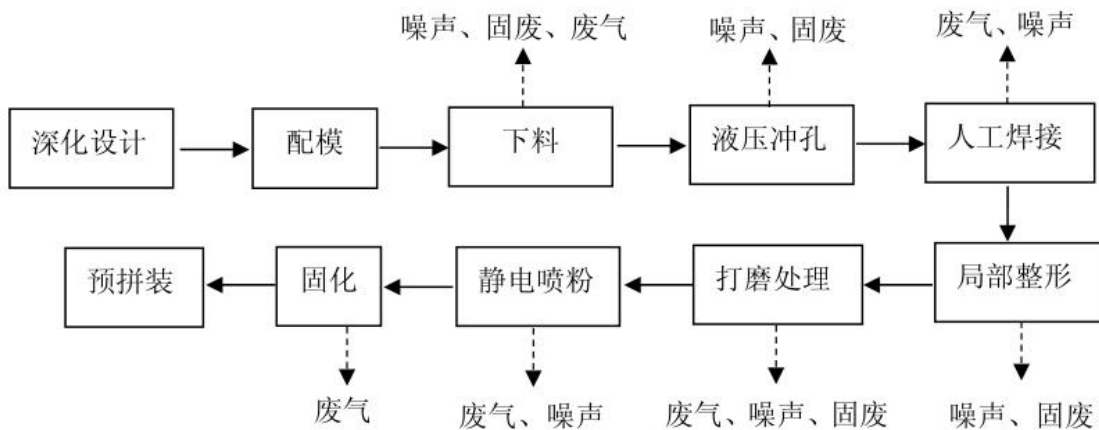 噪声、固废、废气
噪声、固废
废气、噪声
深化设计
配模
下料
液压冲孔
人工焊接
预拼装
固化
静电喷粉
打磨处理
局部整形
废气
废气、噪声
废气、噪声、固废
噪声、固废